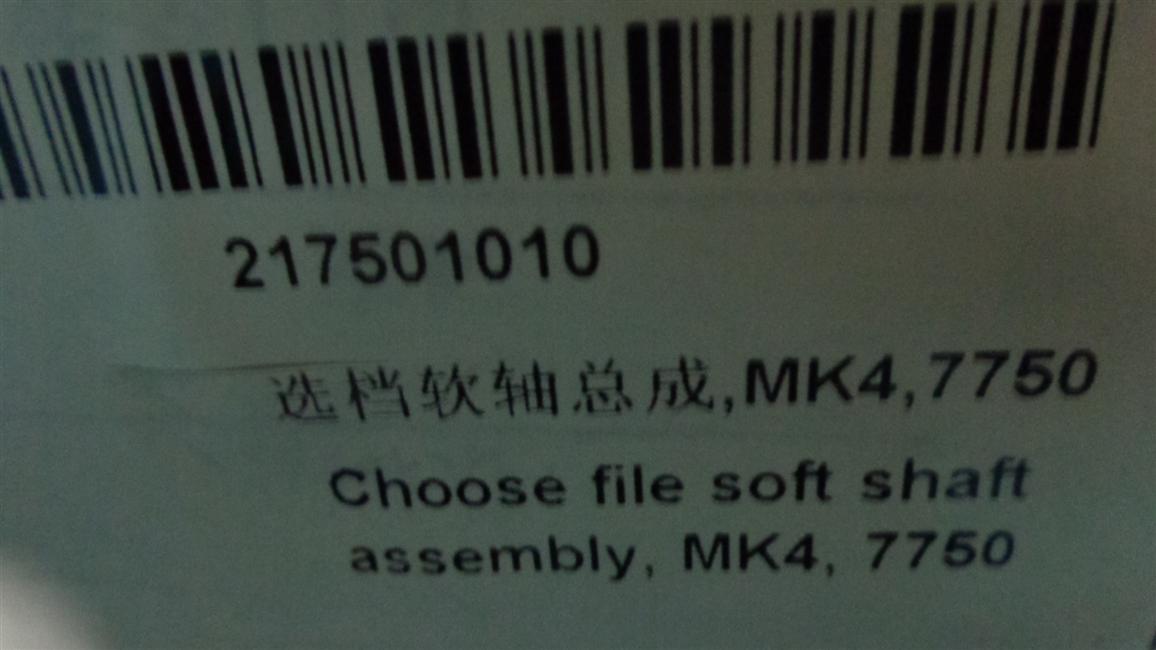 217501010
选档软轴总成,MK4,7750
Choose file soft shaft
assembly, MK4, 7750